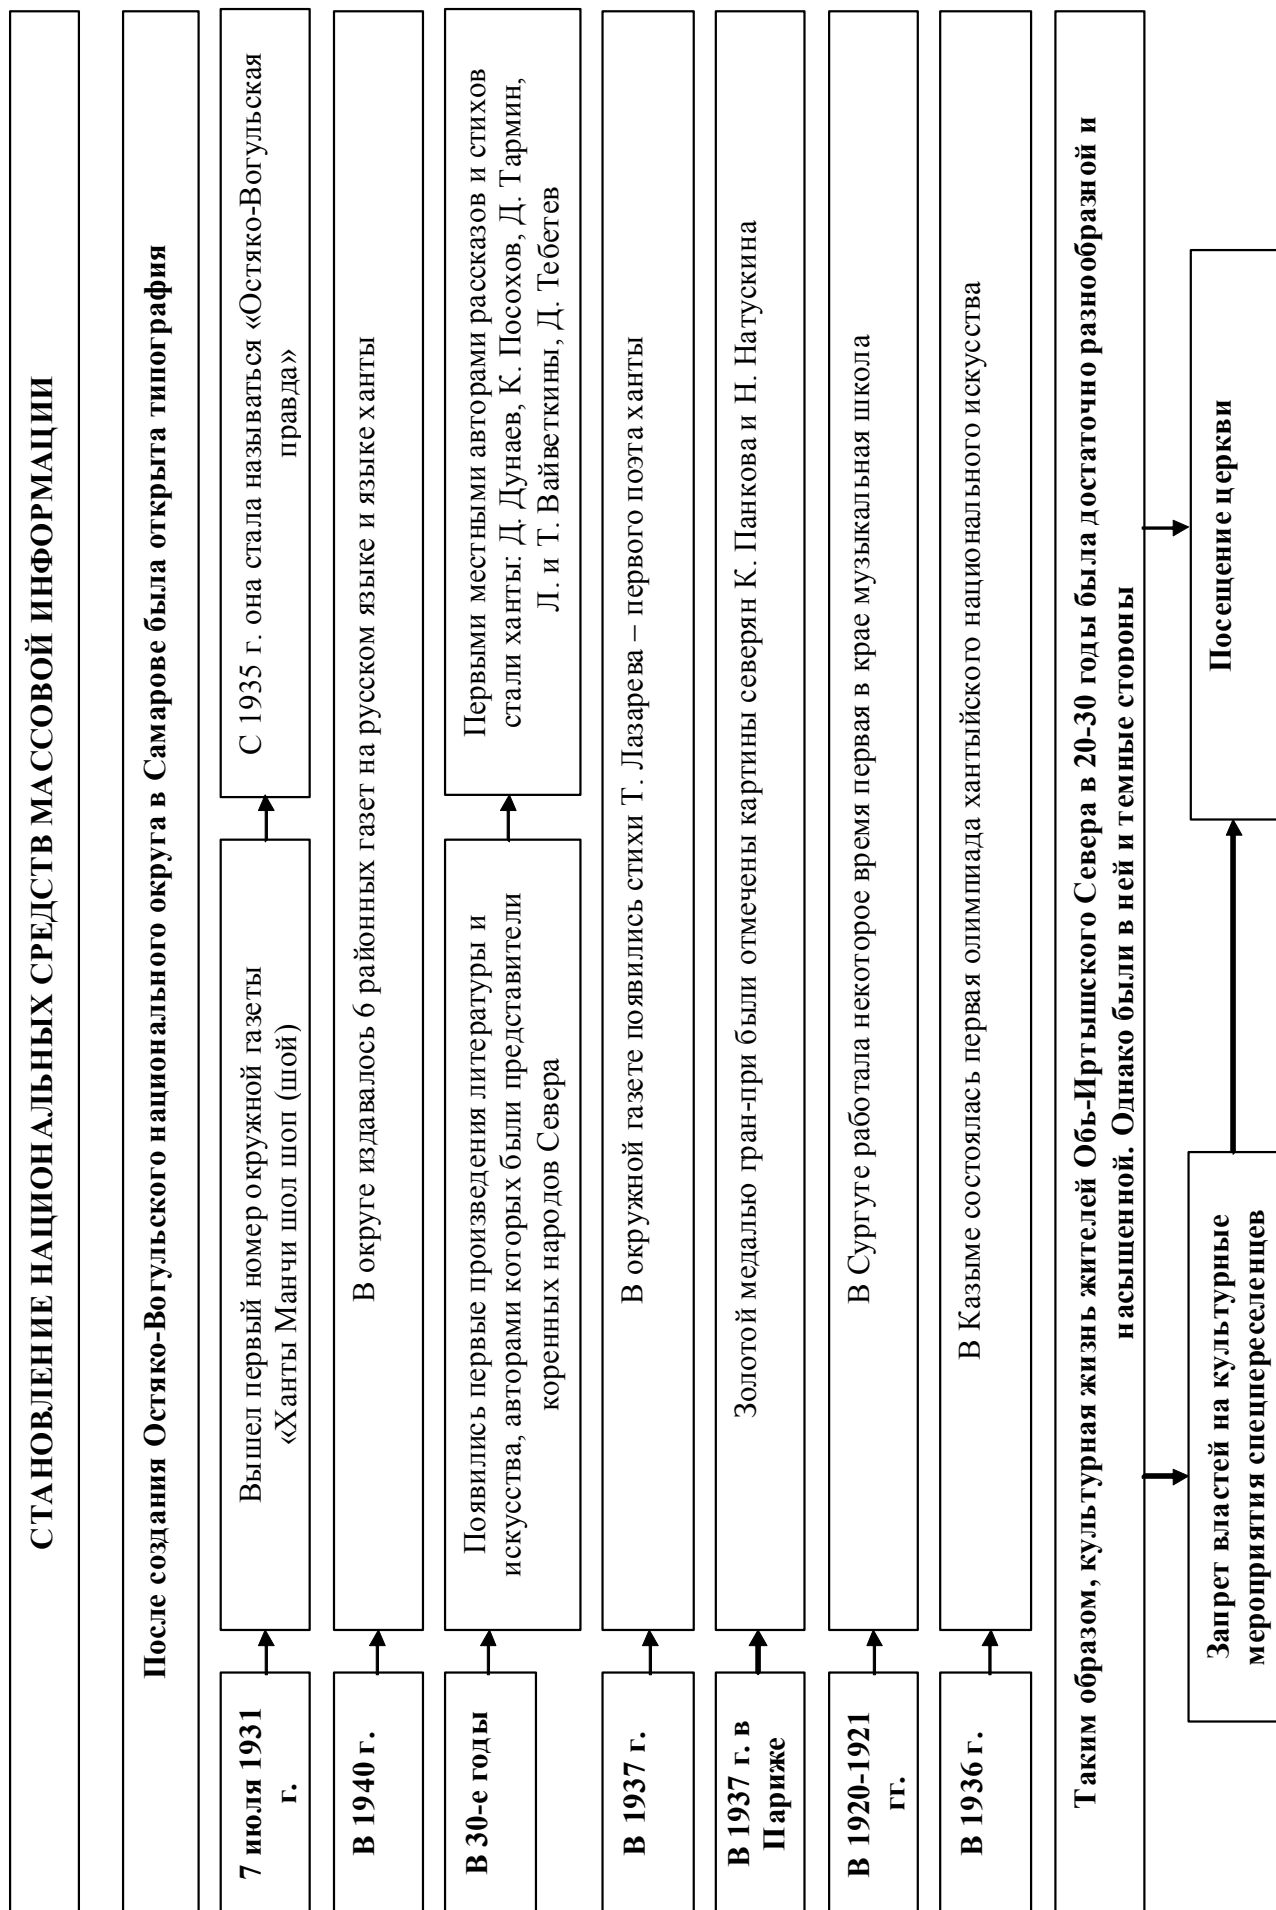 СТАНОВЛЕНИЕ НАЦИОНАЛЬНЫХ СРЕДСТВ МАССОВОЙ ИНФОРМАЦИИ
После создания Остяко-Вогульского национального округа в Самарове была открыта типография
7 июля 1931
г.
Вышел первый номер окружной газеты
«Ханты Манчи шол шоп (шой)
С 1935 г. она стала называться «Остяко-Вогульская
правда»
В 1940 г.
В округе издавалось 6 районных газет на русском языке и языке ханты
В 30-е годы
Появились первые произведения литературы и
искусства, авторами которых были представители
коренных народов Севера
Первыми местными авторами рассказов и стихов
стали ханты: Д. Дунаев, К. Посохов, Д. Тармин,
Л. и Т. Вайветкины, Д. Тебетев
В 1937 г.
В окружной газете появились стихи Т. Лазарева – первого поэта ханты
В 1937 г. в
Париже
Золотой медалью гран-при были отмечены картины северян К. Панкова и Н. Натускина
В 1920-1921
гг.
В Сургуте работала некоторое время первая в крае музыкальная школа
В 1936 г.
В Казыме состоялась первая олимпиада хантыйского национального искусства
Таким образом, культурная жизнь жителей Обь-Иртышского Севера в 20-30 годы была достаточно разнообразной и
насыщенной. Однако были в ней и темные стороны
Запрет властей на культурные
мероприятия спецпереселенцев
Посещение церкви